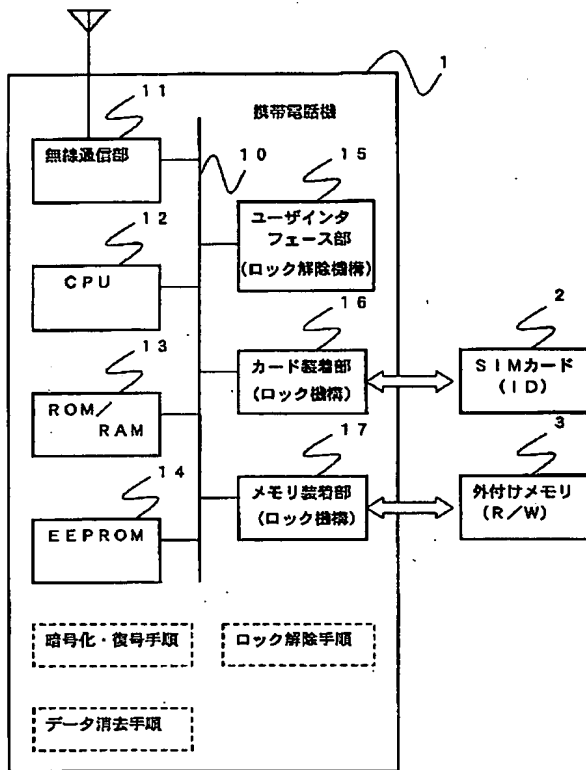 1
11
携帯電話機
無線通信部
10
15
ユーザインタ
フェース部
(ロック解除機構)
12
CPU
16
2
カード装着部
(ロック機構)
SIMカード
(ID)
13
ROM/
RAM
17
3
メモリ装着部
(ロック機構)
外付けメモリ
(R/W)
14
EEPROM
暗号化・復号手順
ロック解除手順
データ消去手順